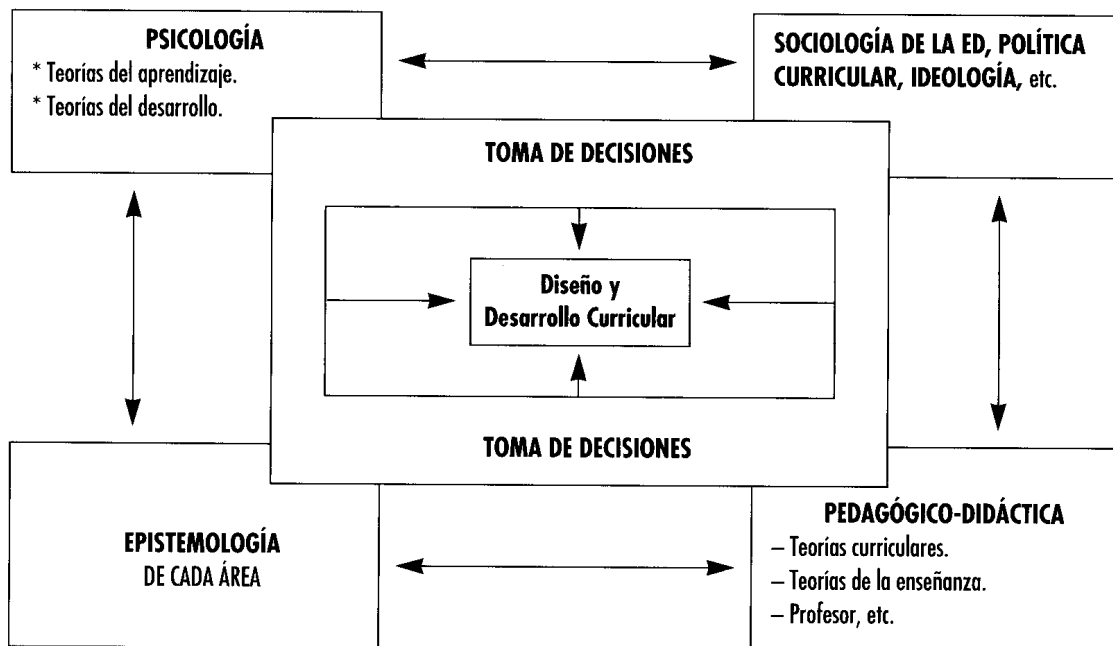 PSICOLOGÍA
* Teorías del aprendizaje.
* Teorías del desarrollo.
SOCIOLOGÍA DE LA ED, POLÍTICA
CURRICULAR, IDEOLOGÍA, etc.
TOMA DE DECISIONES
Diseño y
Desarrollo Curricular
TOMA DE DECISIONES
EPISTEMOLOGÍA
DE CADA ÁREA
PEDAGÓGICO-DIDÁCTICA
– Teorías curriculares.
– Teorías de la enseñanza.
– Profesor, etc.